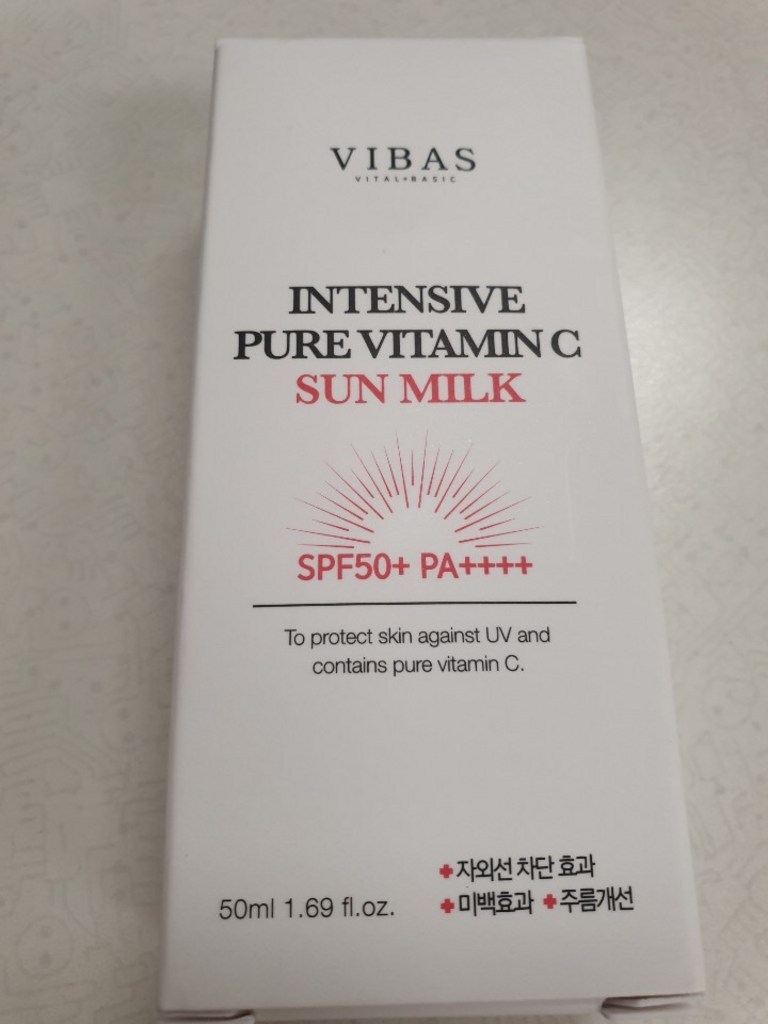 VIBAS
VITAL+BASIC
INTENSIVE
PURE VITAMIN C
SUN MILK
SPF50+ PA++++
To protect skin against UV and
contains pure vitamin C.
50ml 1.69 fl.oz.
+자외선 차단 효과
+미백효과 +주름개선